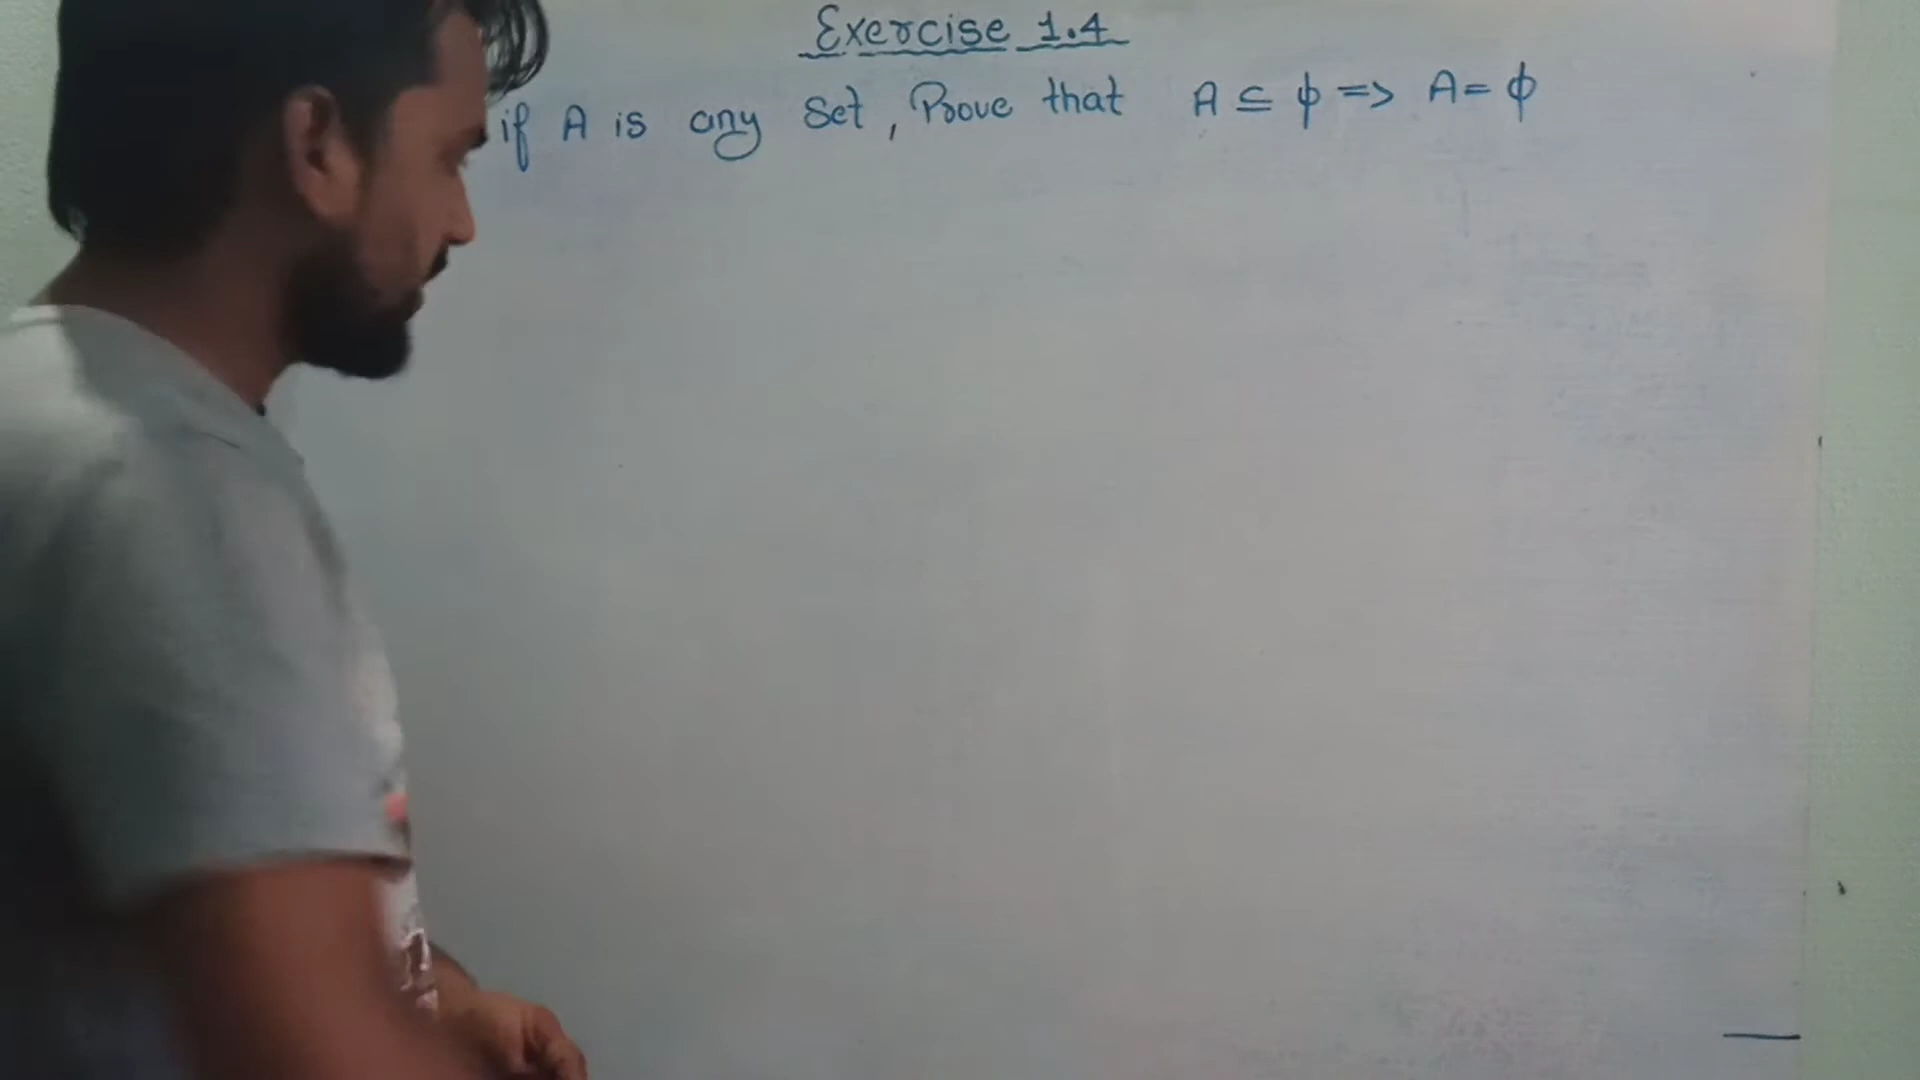 Exercise 1.4
if A is any set, Prove that A ⊆ ϕ => A = ϕ